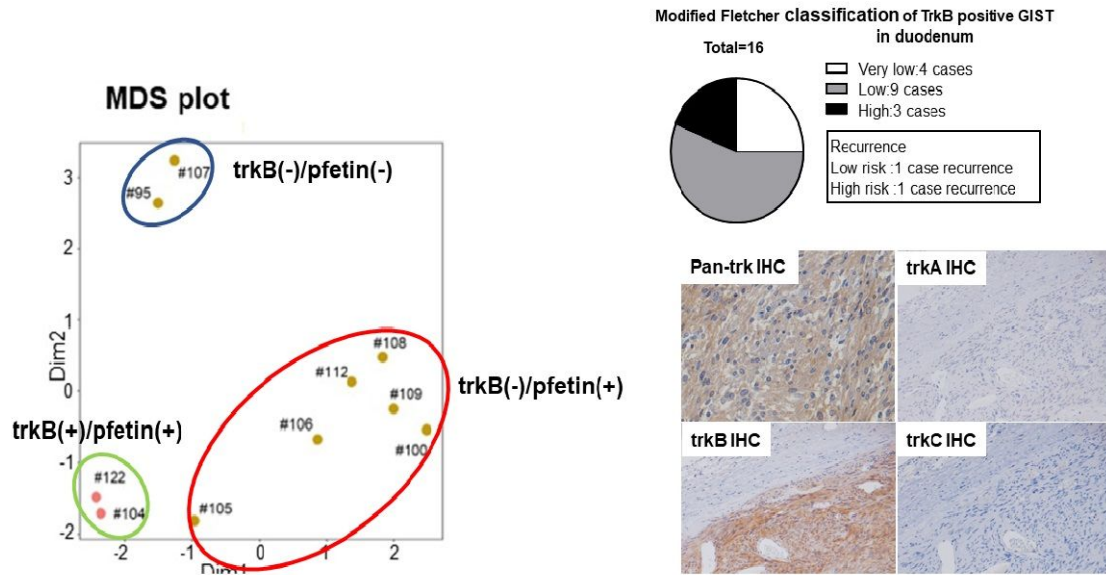 MDS plot
trkB(-)/pfetin(-)
#107
#95
3
2
1
0
-1
-2
Dim2
#108
#112
trkB(-)/pfetin(+)
#109
#106
#100
trkB(+)/pfetin(+)
#122
#104
#105
-2
-1
0
1
2
Dim1
Modified Fletcher classification of TrkB positive GIST
in duodenum
Total=16
Very low:4 cases
Low:9 cases
High:3 cases
Recurrence
Low risk :1 case recurrence
High risk :1 case recurrence
Pan-trk IHC
trkA IHC
trkB IHC
trkC IHC